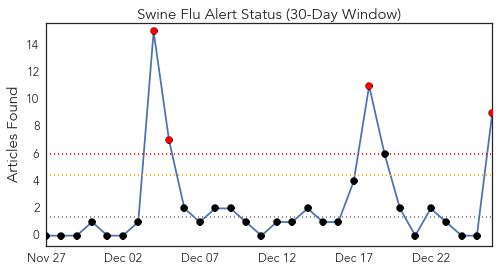 Swine Flu Alert Status (30-Day Window)
Articles Found
14
12
10
8
6
4
2
0
Nov 27 Dec 02 Dec 07 Dec 12 Dec 17 Dec 22